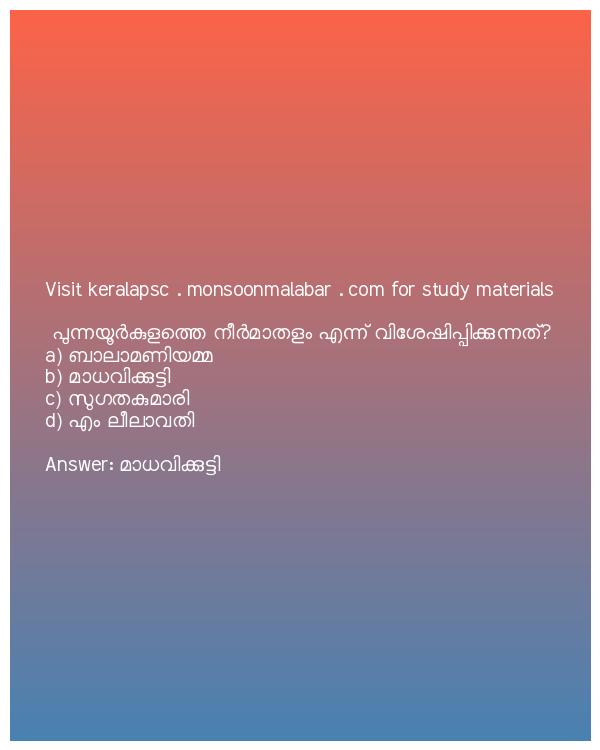 Visit keralapsc . monsoonmalabar . com for study materials
പുന്നയൂർകുളത്തെ നീർമാതളം എന്ന് വിശേഷിപ്പിക്കുന്നത്?
a) ബാലാമണിയമ്മ
b) മാധവിക്കുട്ടി
c) സുഗതകുമാരി
d) എം ലീലാവതി
Answer: മാധവിക്കുട്ടി